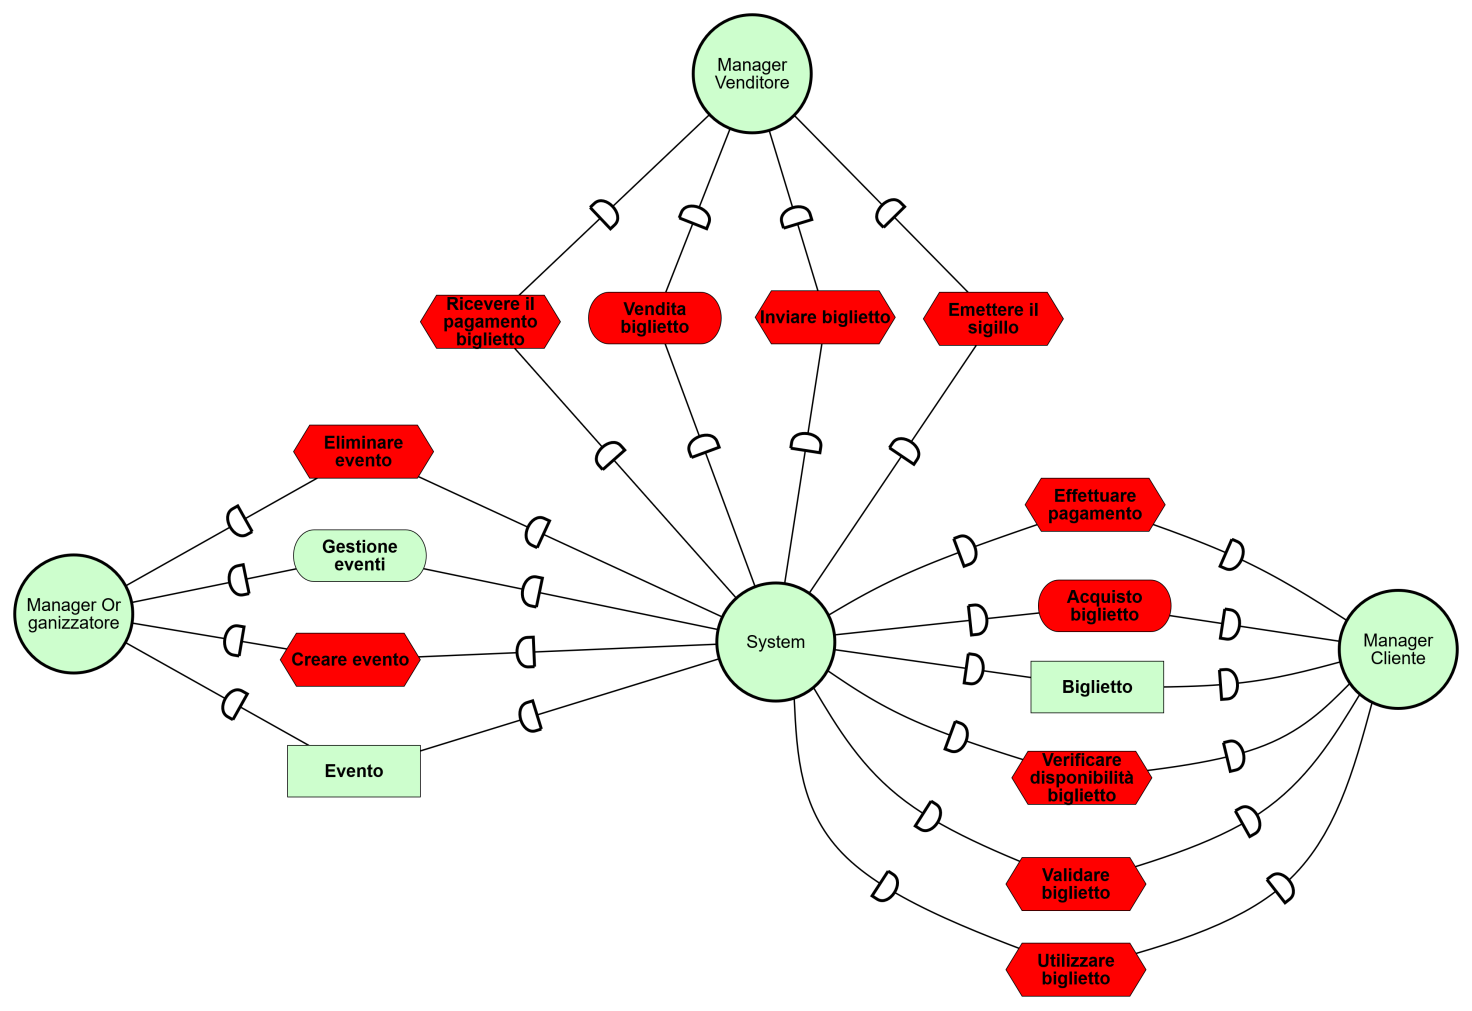 Manager
Venditore
Ricevere il
pagamento
biglietto
Vendita
biglietto
Inviare biglietto
Emettere il
sigillo
Eliminare
evento
Gestione
eventi
Manager Or
ganizzatore
Creare evento
Evento
System
Effettuare
pagamento
Acquisto
biglietto
Biglietto
Manager
Cliente
Verificare
disponibilità
biglietto
Validare
biglietto
Utilizzare
biglietto